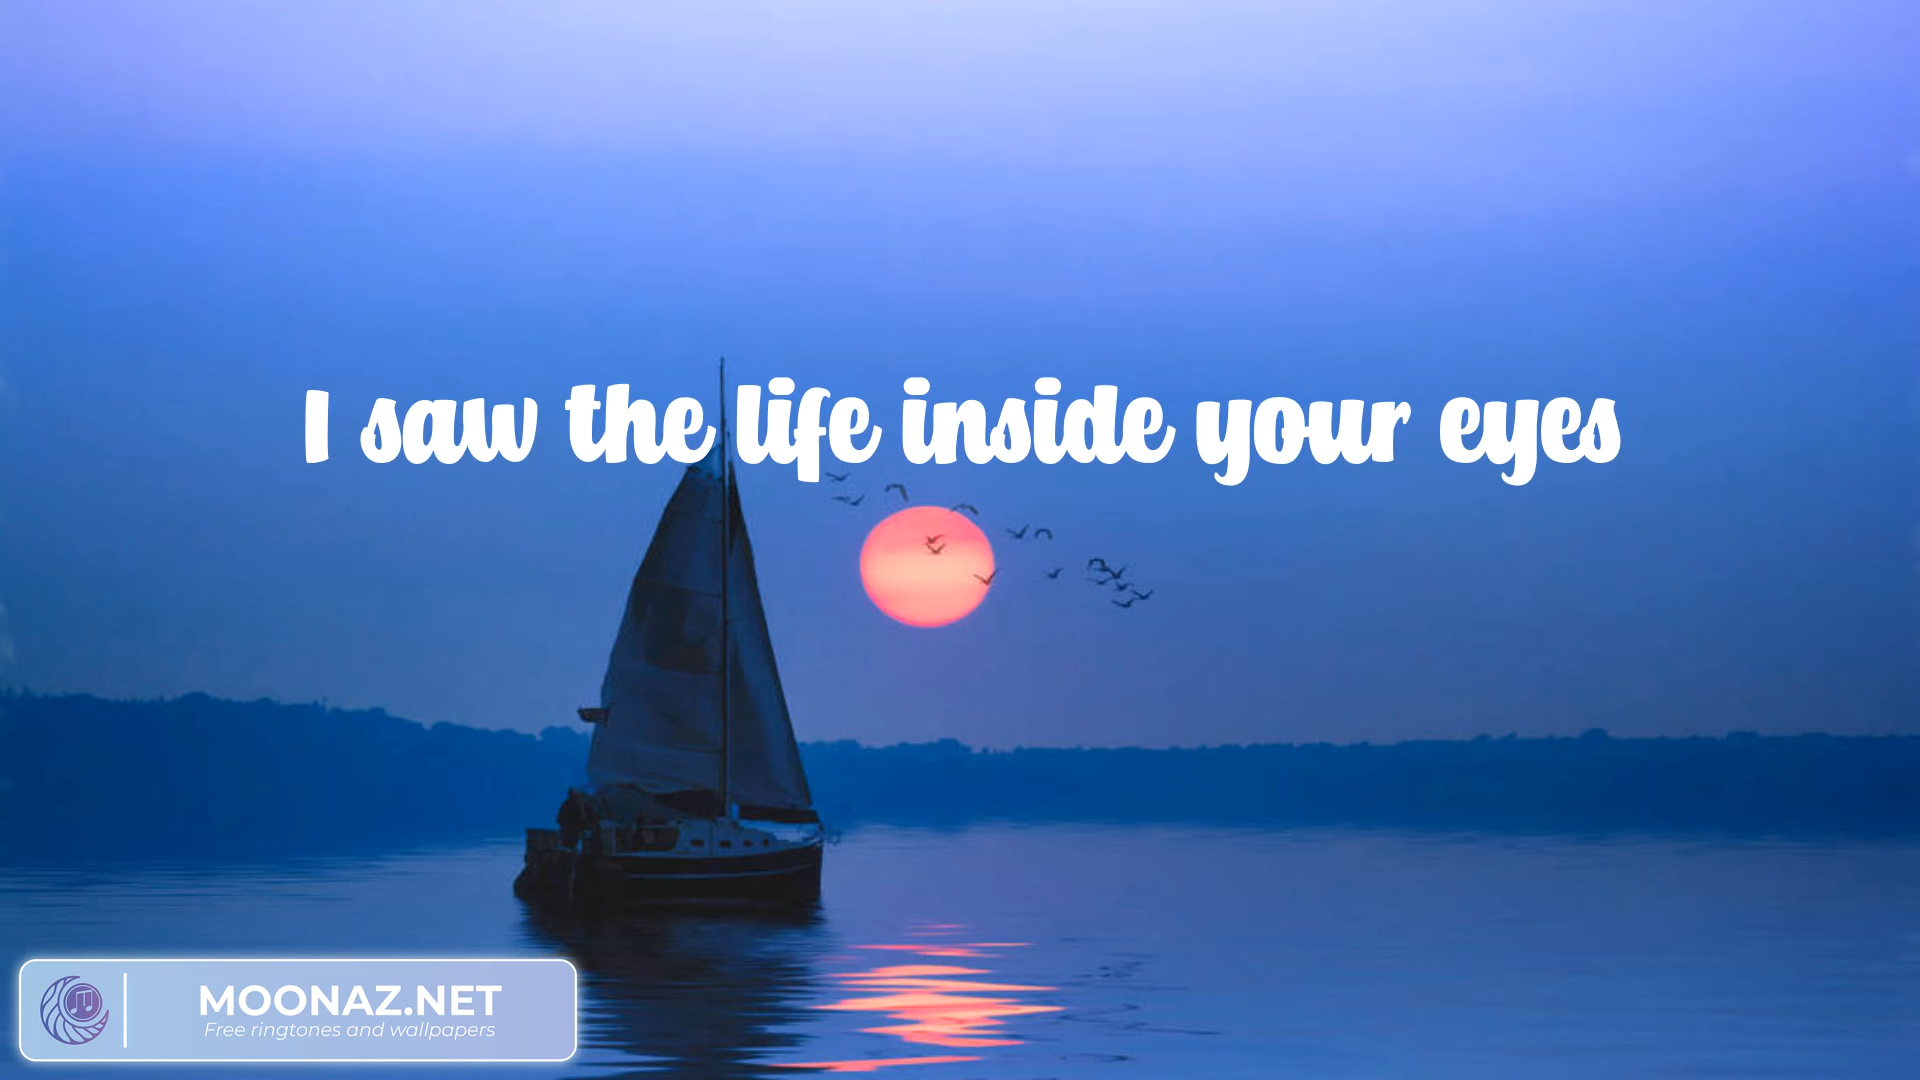 I saw the life inside your eyes
MOONAZ.NET
Free ringtones and wallpapers